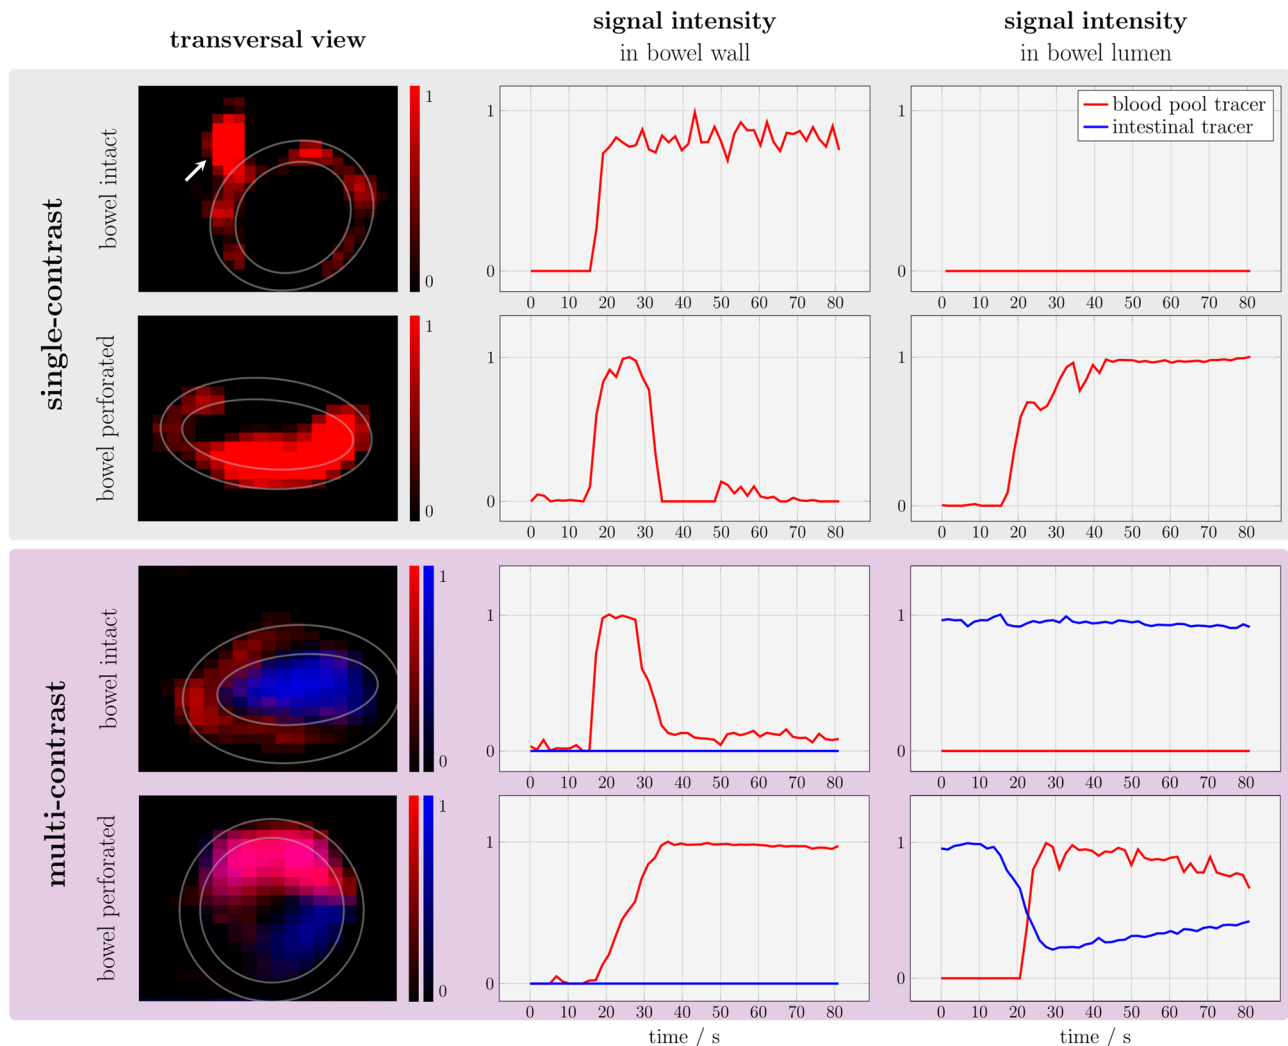 transversal view
signal intensity
in bowel wall
signal intensity
in bowel lumen
single-contrast
bowel intact
1
0
1
0
0 10 20 30 40 50 60 70 80
1
0
0 10 20 30 40 50 60 70 80
blood pool tracer
intestinal tracer
bowel perforated
1
0
1
0
0 10 20 30 40 50 60 70 80
1
0
0 10 20 30 40 50 60 70 80
multi-contrast
bowel intact
1
0
1
0
0 10 20 30 40 50 60 70 80
1
0
0 10 20 30 40 50 60 70 80
bowel perforated
1
0
1
0
0 10 20 30 40 50 60 70 80
time / s
1
0
0 10 20 30 40 50 60 70 80
time / s